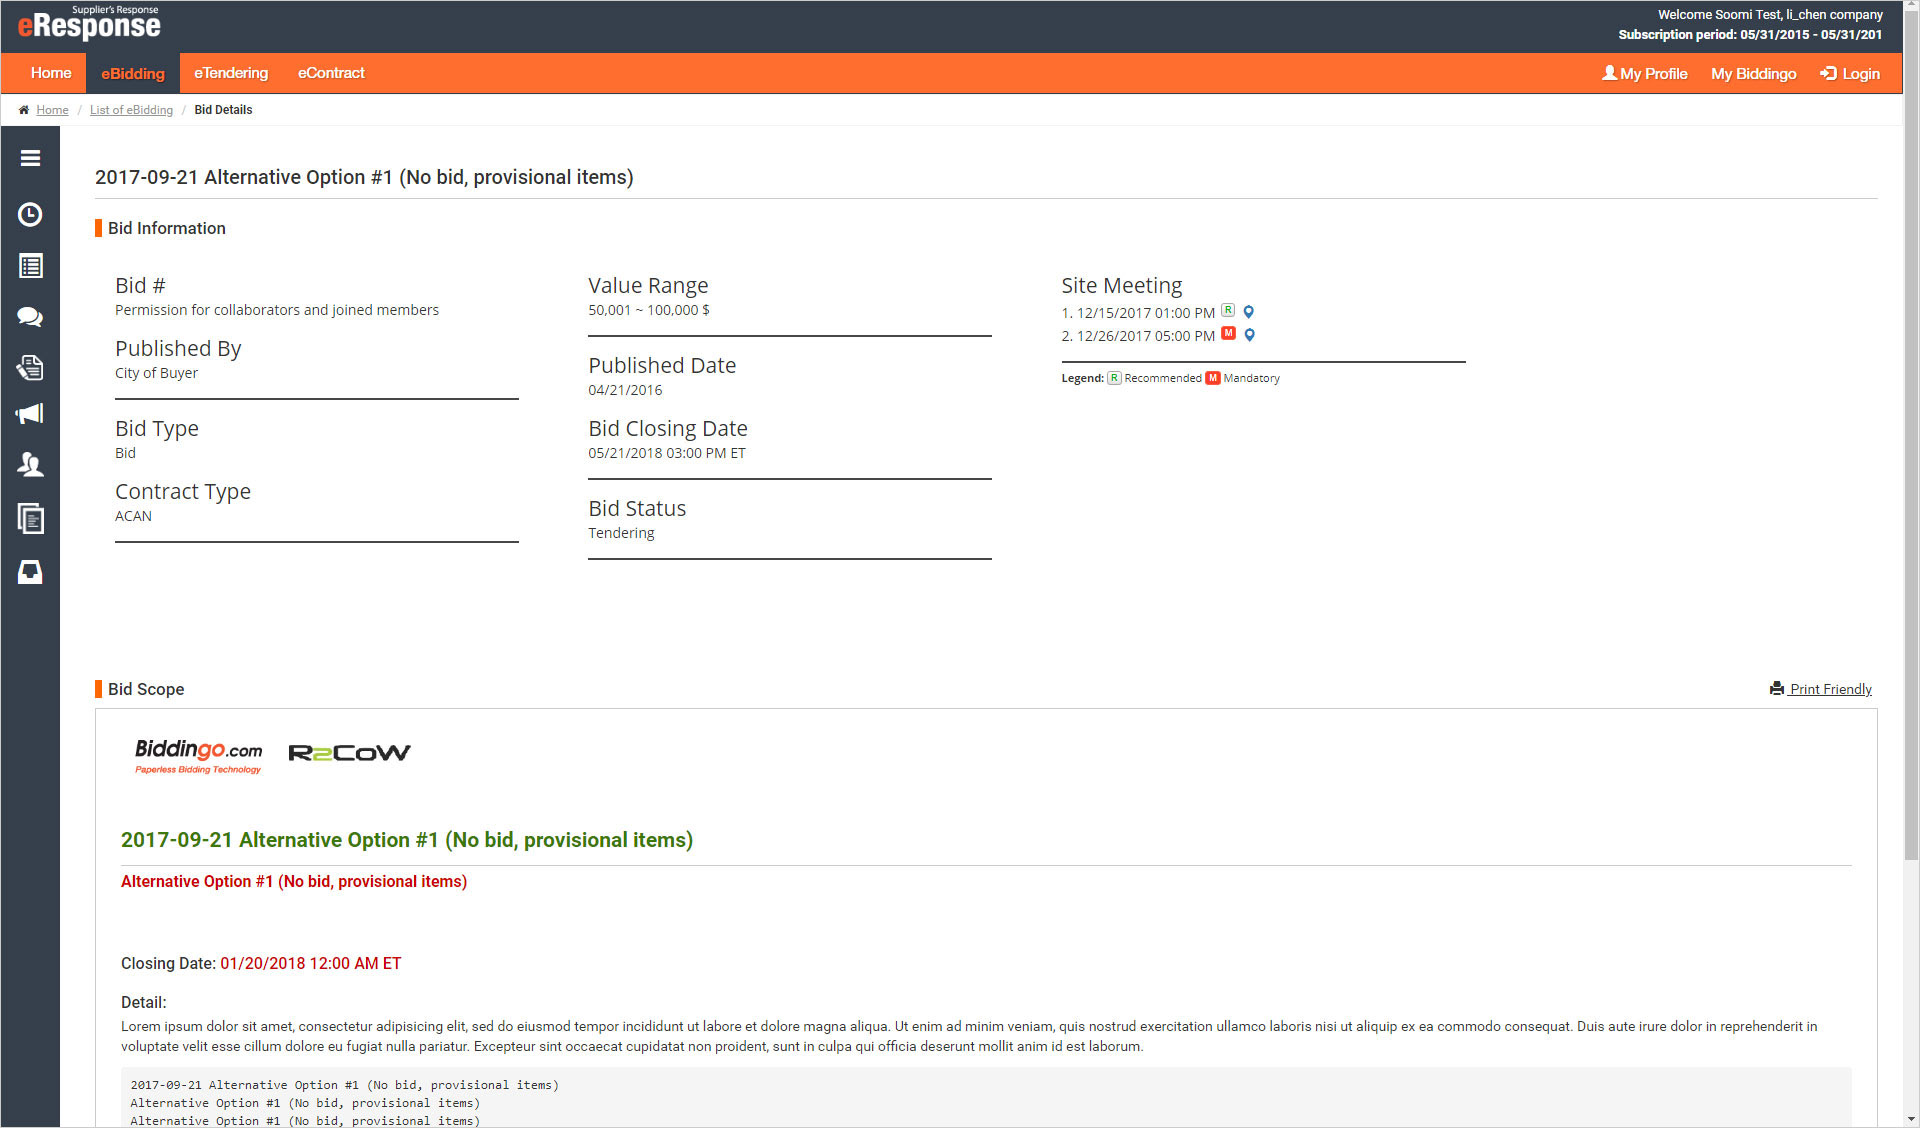 Supplier's Response
eResponse
Welcome Soomi Test, li_chen company
Subscription period: 05/31/2015 - 05/31/201
Home eBidding eTendering eContract My Profile My Biddingo Login
Home / List of eBidding / Bid Details
2017-09-21 Alternative Option #1 (No bid, provisional items)
Bid Information
Bid #
Permission for collaborators and joined members
Published By
City of Buyer
Bid Type
Bid
Contract Type
ACAN
Value Range
50,001 ~ 100,000 $
Published Date
04/21/2016
Bid Closing Date
05/21/2018 03:00 PM ET
Bid Status
Tendering
Site Meeting
1. 12/15/2017 01:00 PM R
2. 12/26/2017 05:00 PM M
Legend: R Recommended M Mandatory
Bid Scope
Print Friendly
Biddingo.com R2CoW
Paperless Bidding Technology
2017-09-21 Alternative Option #1 (No bid, provisional items)
Alternative Option #1 (No bid, provisional items)
Closing Date: 01/20/2018 12:00 AM ET
Detail:
Lorem ipsum dolor sit amet, consectetur adipisicing elit, sed do eiusmod tempor incididunt ut labore et dolore magna aliqua. Ut enim ad minim veniam, quis nostrud exercitation ullamco laboris nisi ut aliquip ex ea commodo consequat. Duis aute irure dolor in reprehenderit in
voluptate velit esse cillum dolore eu fugiat nulla pariatur. Excepteur sint occaecat cupidatat non proident, sunt in culpa qui officia deserunt mollit anim id est laborum.
2017-09-21 Alternative Option #1 (No bid, provisional items)
Alternative Option #1 (No bid, provisional items)
Alternative Option #1 (No bid, provisional items)